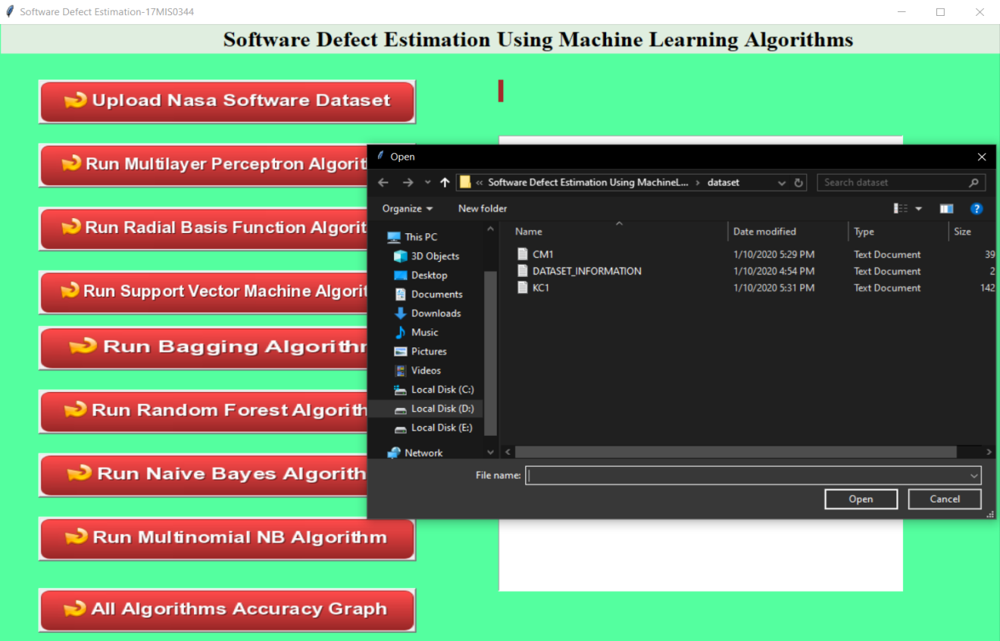 Software Defect Estimation-17MIS0344
Software Defect Estimation Using Machine Learning Algorithms
Upload Nasa Software Dataset
Run Multilayer Perceptron Algorit
Run Radial Basis Function Algorit
Run Support Vector Machine Algorit
Run Bagging Algorithm
Run Random Forest Algorith
Run Naive Bayes Algorith
Run Multinomial NB Algorithm
All Algorithms Accuracy Graph
Open
« Software Defect Estimation Using MachineL... › dataset
Search dataset
Organize New folder
This PC
3D Objects
Desktop
Documents
Downloads
Music
Pictures
Videos
Local Disk (C:)
Local Disk (D:)
Local Disk (E:)
Network
Name Date modified Type Size
CM1 1/10/2020 5:29 PM Text Document 39
DATASET_INFORMATION 1/10/2020 4:54 PM Text Document 2
KC1 1/10/2020 5:31 PM Text Document 142
File name:
Open Cancel